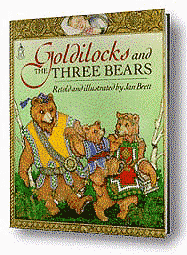 Goldilocks and
THE THREE BEARS
Retold and illustrated by Jan Brett